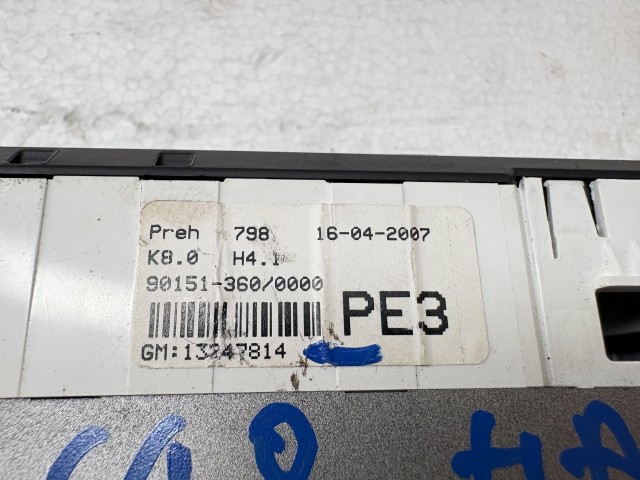 Preh 798 16-04-2007
K8.0 H4.1
90151-360/0000
PE3
GM:13247814